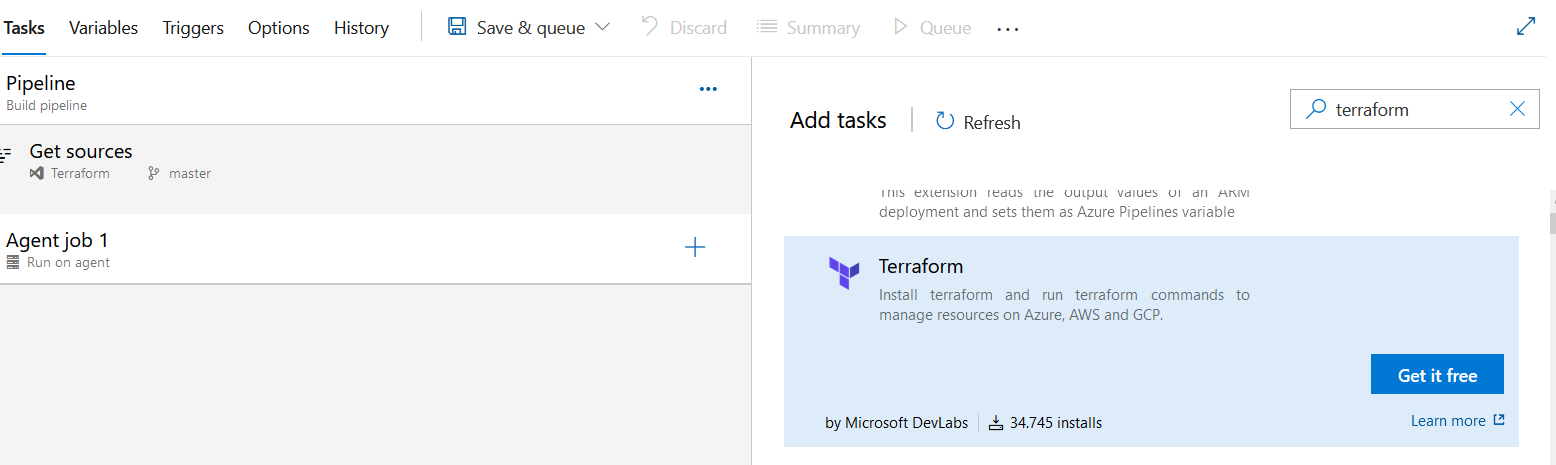 Tasks Variables Triggers Options History Save & queue Discard Summary Queue ...
Pipeline
Build pipeline
Get sources
Terraform master
Agent job 1
Run on agent
Add tasks Refresh terraform
This extension reads the output values of an ARM
deployment and sets them as Azure Pipelines variable
Terraform
Install terraform and run terraform commands to
manage resources on Azure, AWS and GCP.
Get it free
by Microsoft DevLabs 34.745 installs Learn more